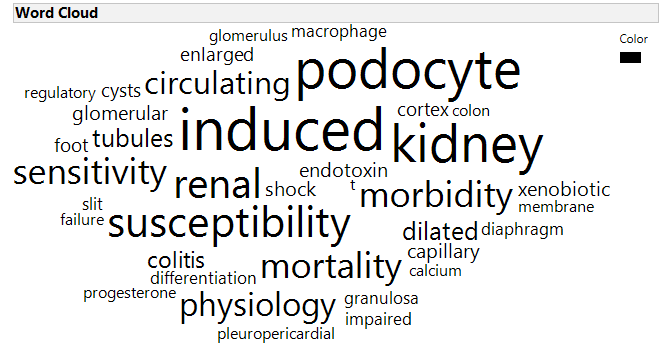 Word Cloud
glomerulus macrophage
Color
enlarged
podocyte
regulatory cysts circulating
glomerular
induced
cortex colon
foot tubules
kidney
sensitivity
endotoxin
renal shock
t morbidity xenobiotic
slit
membrane
failure susceptibility
dilated diaphragm
colitis
capillary
differentiation mortality calcium
progesterone
physiology granulosa
impaired
pleuropericardial